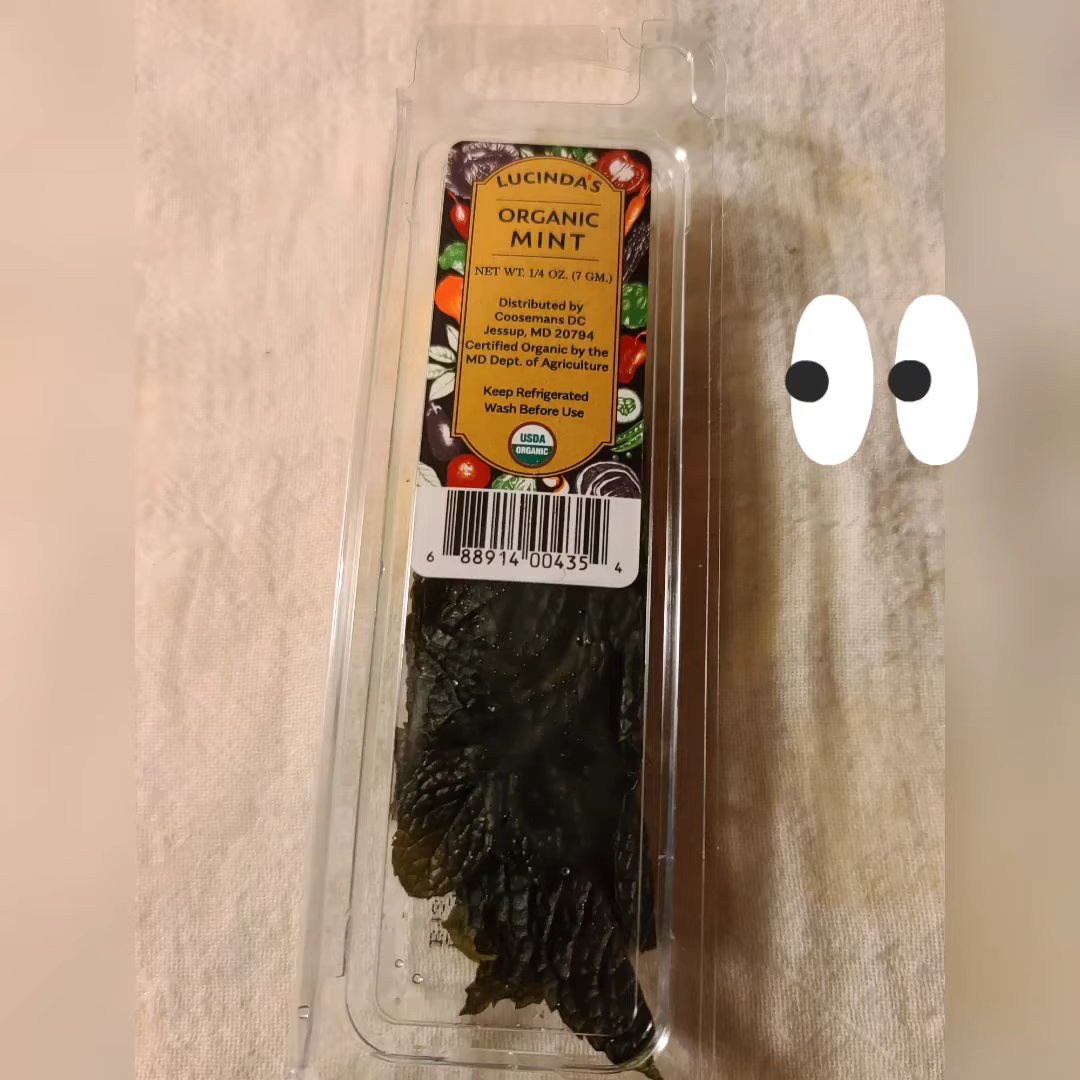 LUCINDA'S
ORGANIC
MINT
NET WT. 1/4 OZ. (7 GM.)
Distributed by
Coosemans DC
Jessup, MD 20794
Certified Organic by the
MD Dept. of Agriculture
Keep Refrigerated
Wash Before Use
USDA
ORGANIC
6 88914 00435 4